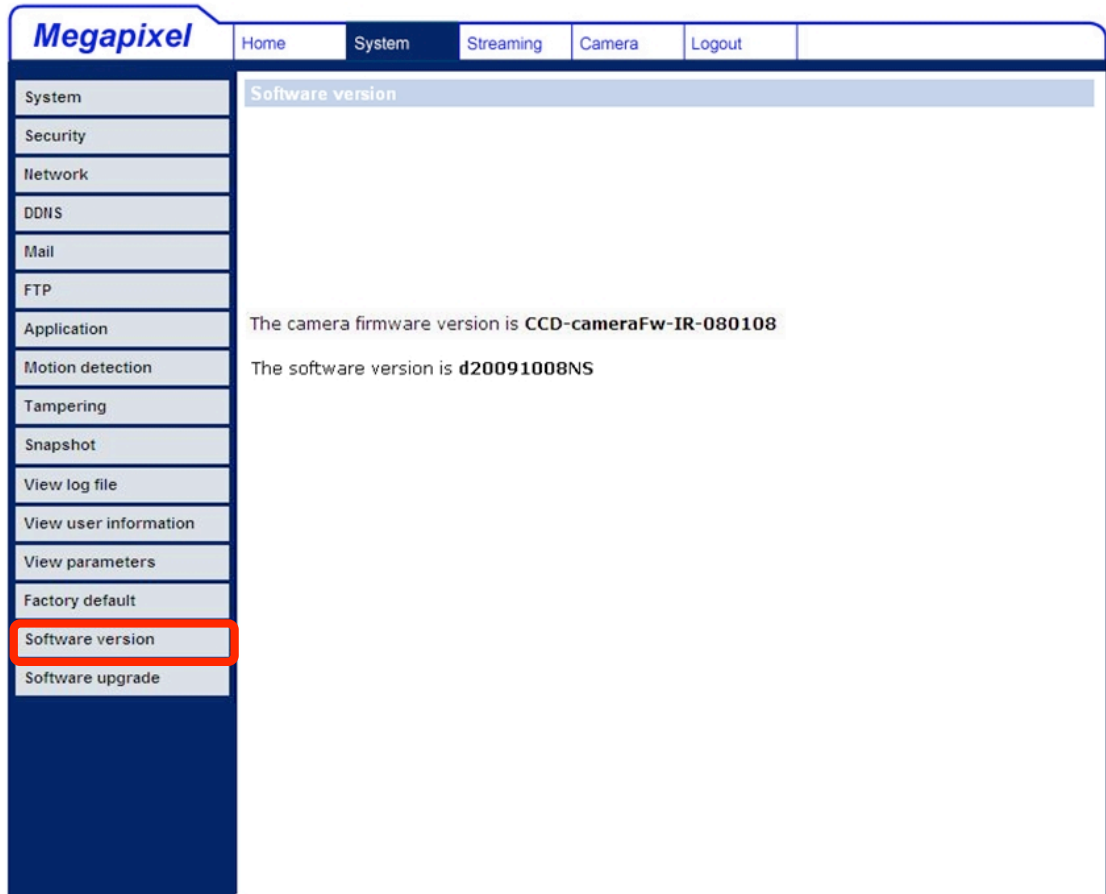 Megapixel
Home System Streaming Camera Logout
System
Security
Network
DDNS
Mail
FTP
Application
Motion detection
Tampering
Snapshot
View log file
View user information
View parameters
Factory default
Software version
Software upgrade
Software version
The camera firmware version is CCD-cameraFw-IR-080108
The software version is d20091008NS